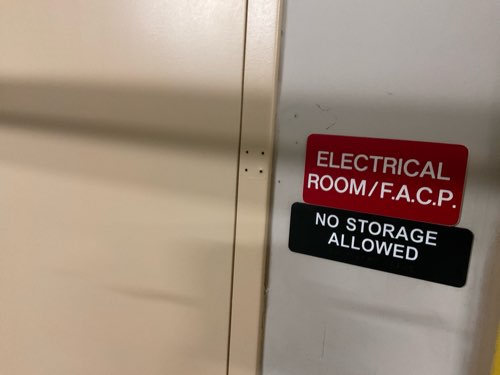 ELECTRICAL
ROOM/F.A.C.P.
NO STORAGE
ALLOWED